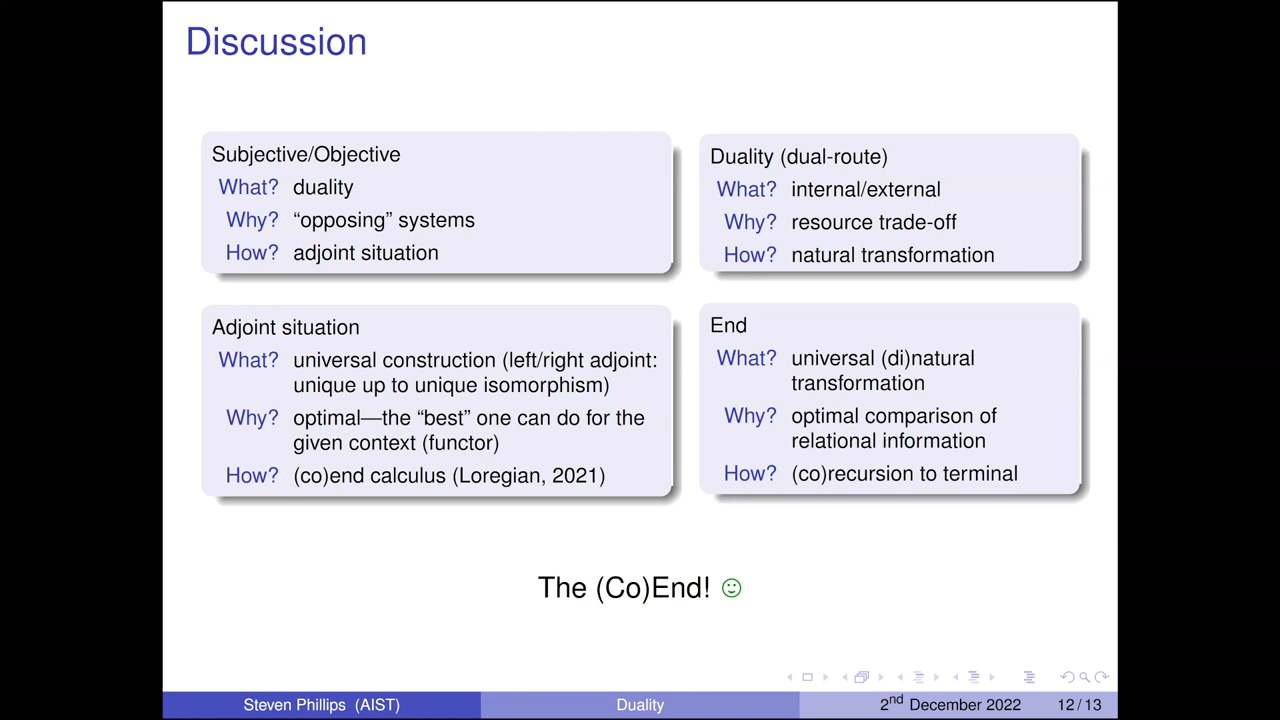 Discussion
Subjective/Objective
What? duality
Why? “opposing” systems
How? adjoint situation
Duality (dual-route)
What? internal/external
Why? resource trade-off
How? natural transformation
Adjoint situation
What? universal construction (left/right adjoint:
unique up to unique isomorphism)
Why? optimal—the “best” one can do for the
given context (functor)
How? (co)end calculus (Loregian, 2021)
End
What? universal (di)natural
transformation
Why? optimal comparison of
relational information
How? (co)recursion to terminal
The (Co)End! ☺
Steven Phillips (AIST) Duality 2nd December 2022 12/13